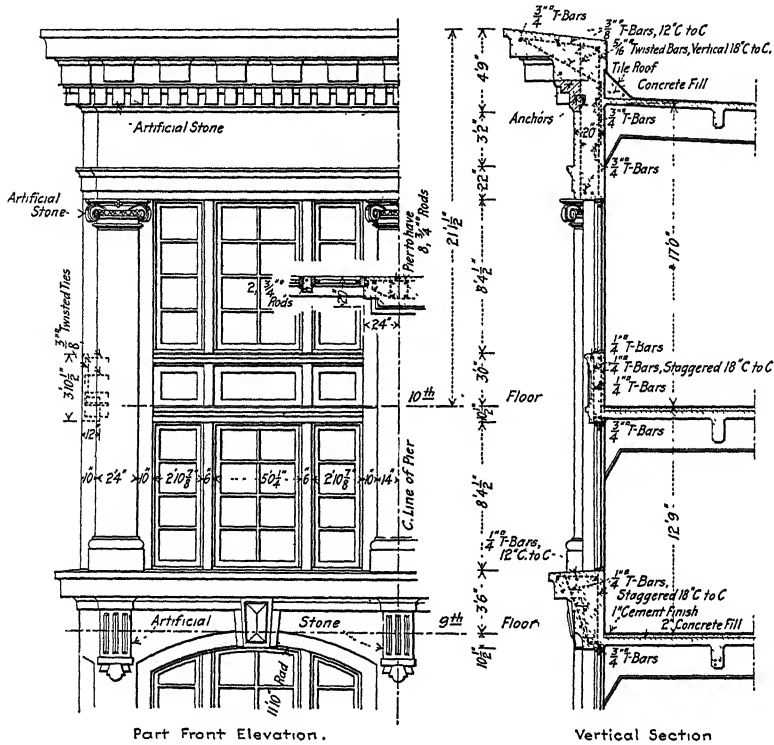 3/4"□ T-Bars
3/8"□ T-Bars, 12"C to C
5/16"□ Twisted Bars, Vertical 18"C to C.
Tile Roof
Concrete Fill
Anchors
20"
3/4"□ T-Bars
3/4"□ T-Bars
4'9"
3'2"
22"
21'1 1/2"
8'4 1/2"
17'0"
Artificial Stone
Artificial
Stone
Pier to have
8, 3/4"□ Rods
2, 3/4"□ Rods
20"
24"
3/8"□ Twisted Ties
3'10 1/2"
12"
1/4"□ T-Bars
1/4"□ T-Bars, Staggered 18"C to C
1/4"□ T-Bars
3'0"
10th Floor
10 1/2"
3/4"□ T-Bars
10" 2'4" 10" 2'10 7/8" 6" 5'0 1/4" 6" 2'10 7/8" 10" 14"
C. Line of Pier
8'4 1/2"
12'9"
1/4"□ T-Bars,
12"C. to C
1/4"□ T-Bars,
Staggered 18"C to C
1"Cement Finish
2"Concrete Fill
3'6"
Artificial Stone
9th Floor
10 1/2"
3/4"□ T-Bars
11'10" Rad
Part Front Elevation.
Vertical Section